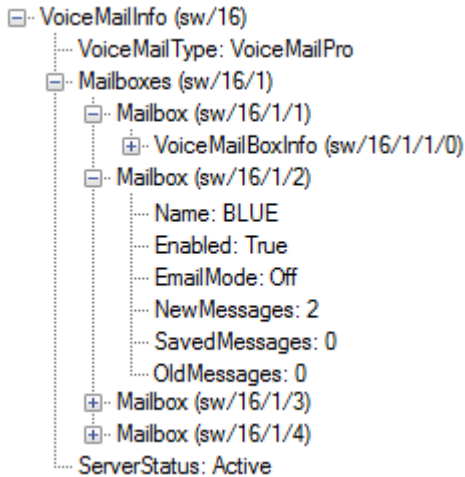 VoiceMailInfo (sw/16)
VoiceMailType: VoiceMailPro
Mailboxes (sw/16/1)
Mailbox (sw/16/1/1)
VoiceMailBoxInfo (sw/16/1/1/0)
Mailbox (sw/16/1/2)
Name: BLUE
Enabled: True
EmailMode: Off
NewMessages: 2
SavedMessages: 0
OldMessages: 0
Mailbox (sw/16/1/3)
Mailbox (sw/16/1/4)
ServerStatus: Active